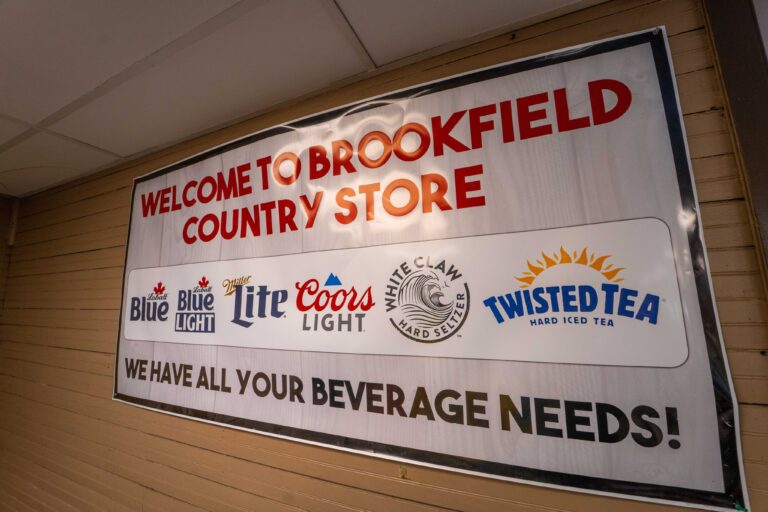 WELCOME TO BROOKFIELD
COUNTRY STORE
Labatt Blue
Labatt Blue LIGHT
Miller Lite
Coors LIGHT
WHITE CLAW HARD SELTZER
TWISTED TEA
HARD ICED TEA
WE HAVE ALL YOUR BEVERAGE NEEDS!